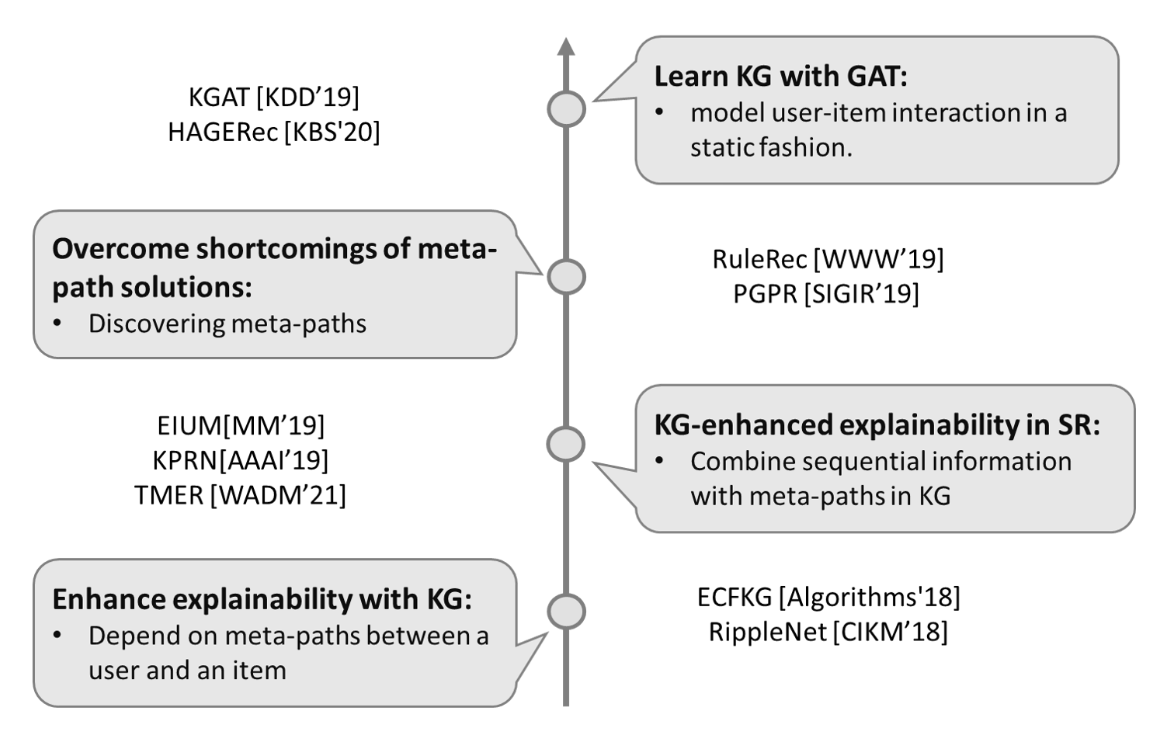 KGAT [KDD’19]
HAGERec [KBS'20]
Learn KG with GAT:
• model user-item interaction in a
static fashion.
Overcome shortcomings of meta-
path solutions:
• Discovering meta-paths
RuleRec [WWW’19]
PGPR [SIGIR’19]
EIUM[MM’19]
KPRN[AAAI’19]
TMER [WADM’21]
KG-enhanced explainability in SR:
• Combine sequential information
with meta-paths in KG
Enhance explainability with KG:
• Depend on meta-paths between a
user and an item
ECFKG [Algorithms'18]
RippleNet [CIKM’18]